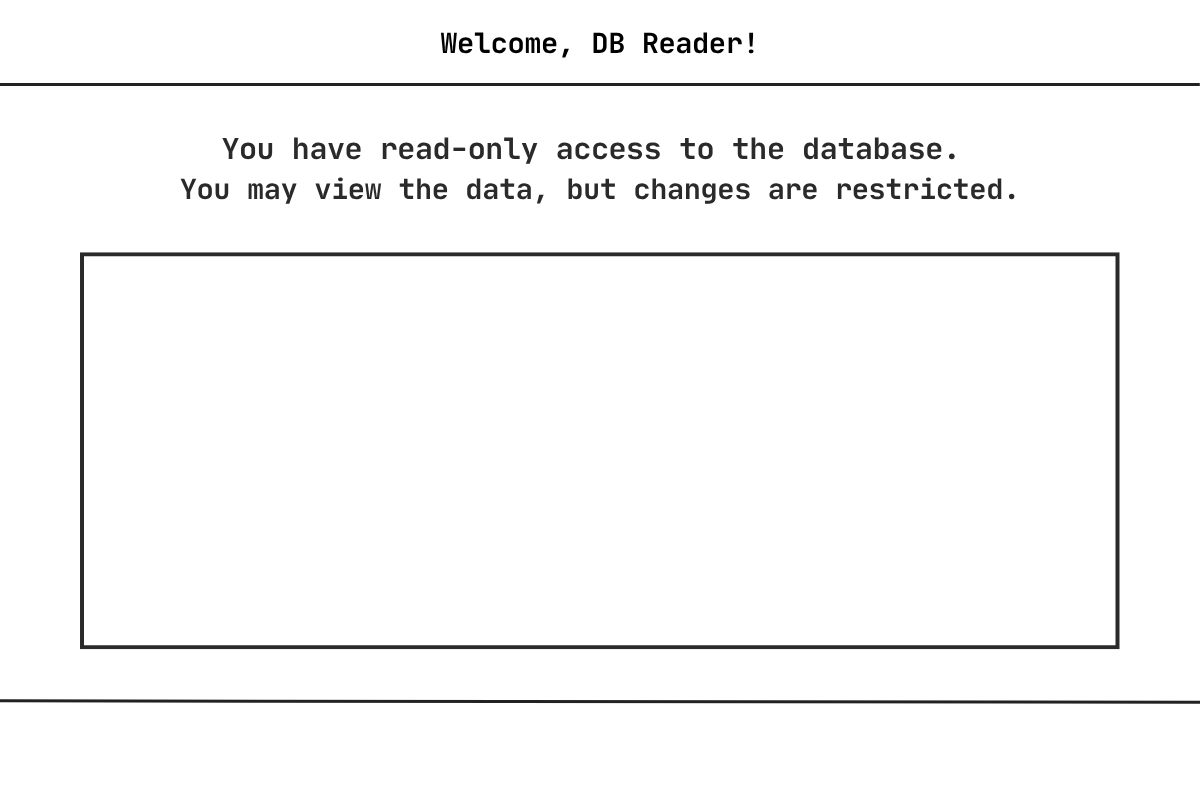 Welcome, DB Reader!
You have read-only access to the database.
You may view the data, but changes are restricted.